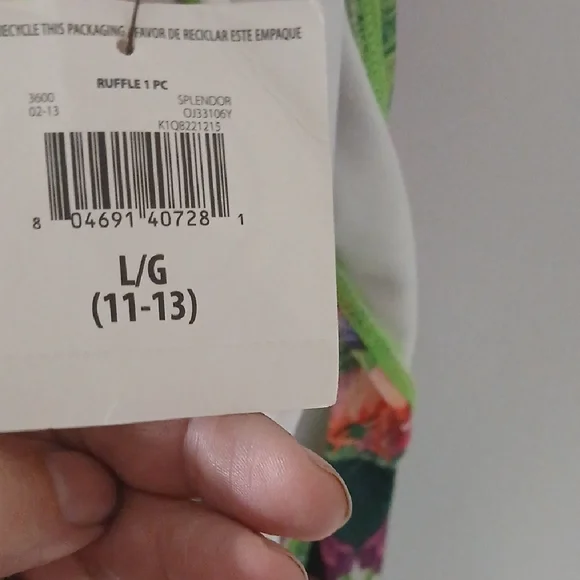 RECYCLE THIS PACKAGING FAVOR DE RECICLAR ESTE EMPAQUE
RUFFLE 1 PC
3600 SPLENDOR
02-13 OJ33106Y
K1Q8221215
8 04691 40728 1
L/G
(11-13)